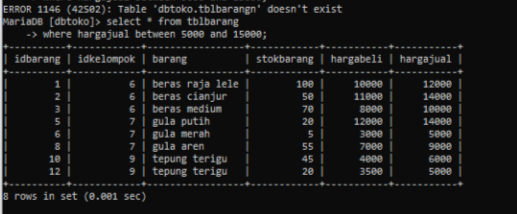 ERROR 1146 (42S02): Table 'dbtoko.tblbarangn' doesn't exist
MariaDB [dbtoko]> select * from tblbarang
    -> where hargajual between 5000 and 15000;
+----------+------------+-----------------+------------+-----------+-----------+
| idbarang | idkelompok | barang          | stokbarang | hargabeli | hargajual |
+----------+------------+-----------------+------------+-----------+-----------+
|        1 |          6 | beras raja lele |        100 |     10000 |     12000 |
|        2 |          6 | beras cianjur   |         50 |     11000 |     14000 |
|        3 |          6 | beras medium    |         70 |      8000 |     10000 |
|        5 |          7 | gula putih      |         20 |     12000 |     14000 |
|        6 |          7 | gula merah      |          5 |      3000 |      5000 |
|        8 |          7 | gula aren       |         55 |      7000 |      9000 |
|       10 |          9 | tepung terigu   |         45 |      4000 |      6000 |
|       12 |          9 | tepung terigu   |         20 |      3500 |      5000 |
+----------+------------+-----------------+------------+-----------+-----------+
8 rows in set (0.001 sec)